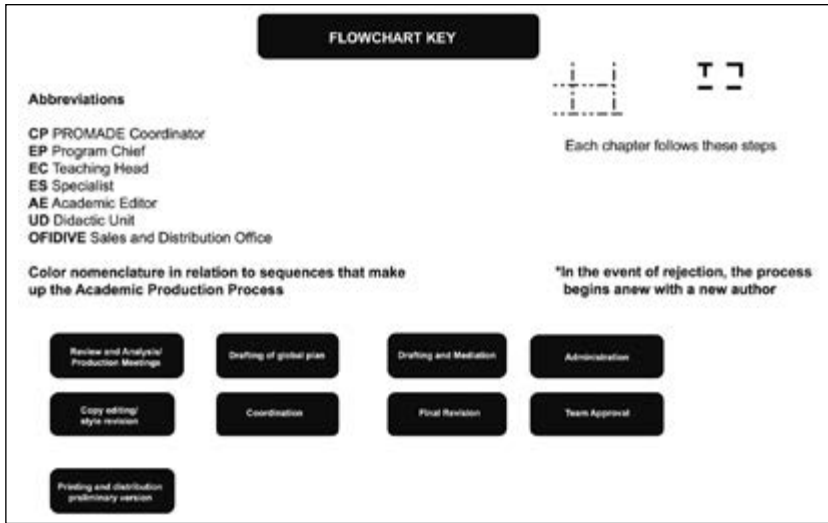 FLOWCHART KEY
Abbreviations
CP PROMADE Coordinator
EP Program Chief
EC Teaching Head
ES Specialist
AE Academic Editor
UD Didactic Unit
OFIDIVE Sales and Distribution Office
Each chapter follows these steps
Color nomenclature in relation to sequences that make
up the Academic Production Process
*In the event of rejection, the process
begins anew with a new author
Review and Analysis/
Production Meetings
Drafting of global plan
Drafting and Mediation
Administration
Copy editing/
style revision
Coordination
Final Revision
Team Approval
Printing and distribution
preliminary version